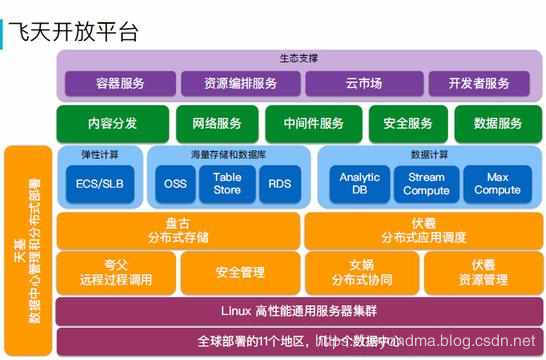 飞天开放平台
生态支撑
容器服务
资源编排服务
云市场
开发者服务
内容分发
网络服务
中间件服务
安全服务
数据服务
弹性计算
海量存储和数据库
数据计算
ECS/SLB
OSS
Table
Store
RDS
Analytic
DB
Stream
Compute
Max
Compute
天基
数据中心管理和分布式部署
盘古
分布式存储
伏羲
分布式应用调度
夸父
远程过程调用
安全管理
女娲
分布式协同
伏羲
资源管理
Linux 高性能通用服务器集群
全球部署的11个地区，几十个数据中心